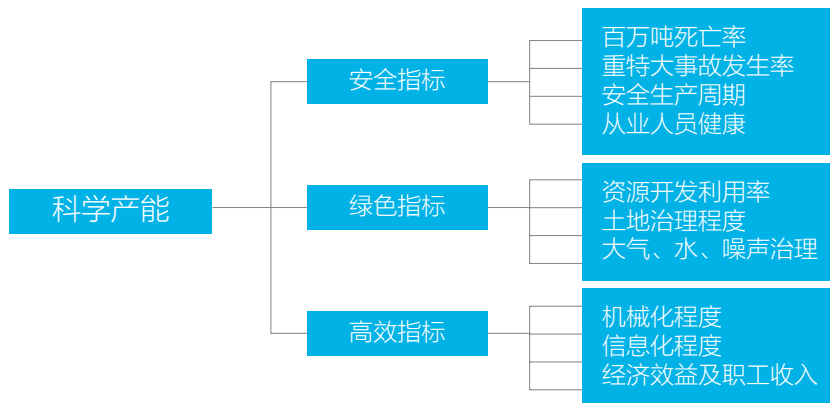 科学产能
安全指标
百万吨死亡率
重特大事故发生率
安全生产周期
从业人员健康
绿色指标
资源开发利用率
土地治理程度
大气、水、噪声治理
高效指标
机械化程度
信息化程度
经济效益及职工收入